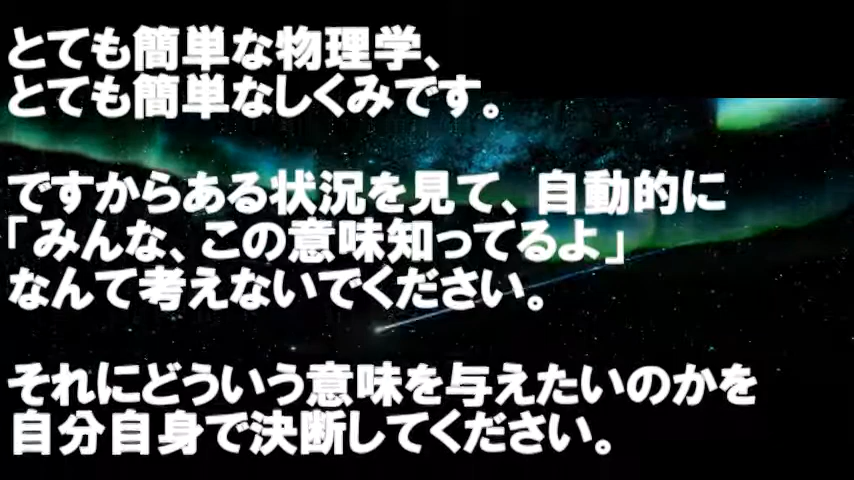 とても簡単な物理学、
とても簡単なしくみです。
ですからある状況を見て、自動的に
「みんな、この意味知ってるよ」
なんて考えないでください。
それにどういう意味を与えたいのかを
自分自身で決断してください。